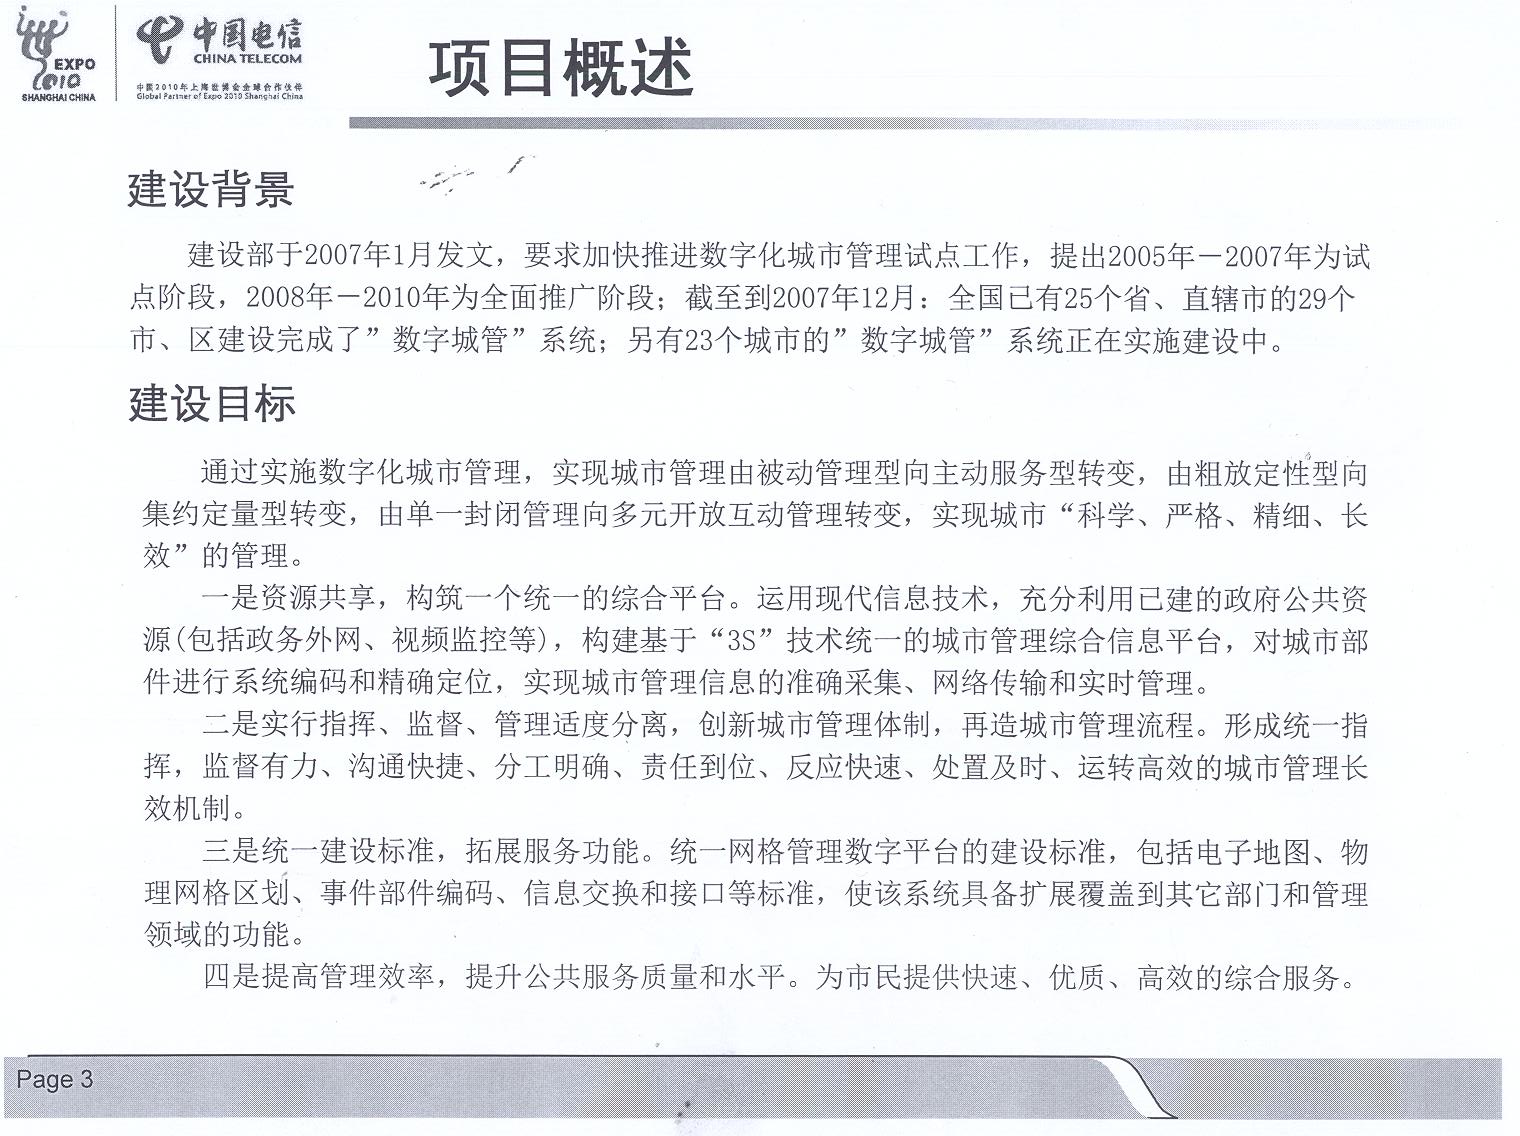 EXPO
2010
SHANGHAI CHINA
中国电信
CHINA TELECOM
中国2010年上海世博会全球合作伙伴
Global Partner of Expo 2010 Shanghai China
项目概述
建设背景
建设部于2007年1月发文，要求加快推进数字化城市管理试点工作，提出2005年－2007年为试
点阶段，2008年－2010年为全面推广阶段；截至到2007年12月：全国已有25个省、直辖市的29个
市、区建设完成了”数字城管”系统；另有23个城市的”数字城管”系统正在实施建设中。
建设目标
通过实施数字化城市管理，实现城市管理由被动管理型向主动服务型转变，由粗放定性型向
集约定量型转变，由单一封闭管理向多元开放互动管理转变，实现城市“科学、严格、精细、长
效”的管理。
一是资源共享，构筑一个统一的综合平台。运用现代信息技术，充分利用已建的政府公共资
源(包括政务外网、视频监控等)，构建基于“3S”技术统一的城市管理综合信息平台，对城市部
件进行系统编码和精确定位，实现城市管理信息的准确采集、网络传输和实时管理。
二是实行指挥、监督、管理适度分离，创新城市管理体制，再造城市管理流程。形成统一指
挥，监督有力、沟通快捷、分工明确、责任到位、反应快速、处置及时、运转高效的城市管理长
效机制。
三是统一建设标准，拓展服务功能。统一网格管理数字平台的建设标准，包括电子地图、物
理网格区划、事件部件编码、信息交换和接口等标准，使该系统具备扩展覆盖到其它部门和管理
领域的功能。
四是提高管理效率，提升公共服务质量和水平。为市民提供快速、优质、高效的综合服务。
Page 3